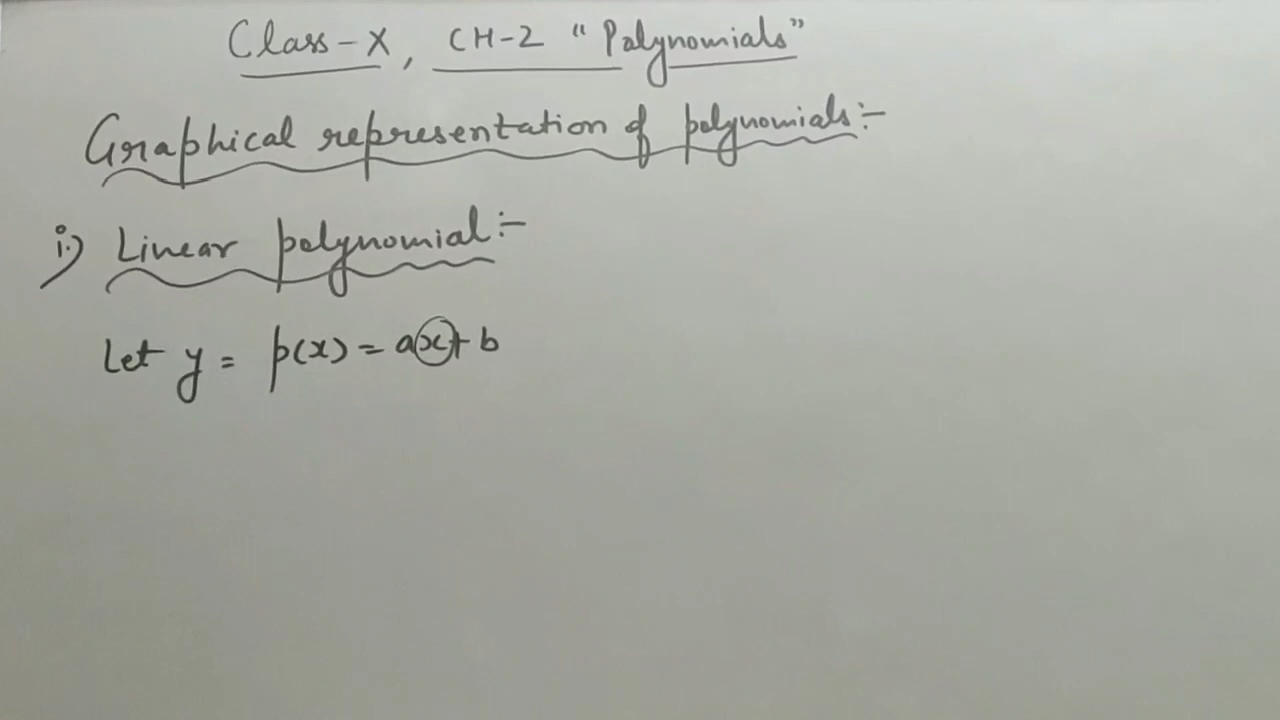 Class-X, CH-2 "Polynomials"
Graphical representation of polynomials:-
i.) Linear polynomial:-
Let y = p(x) = ax+b